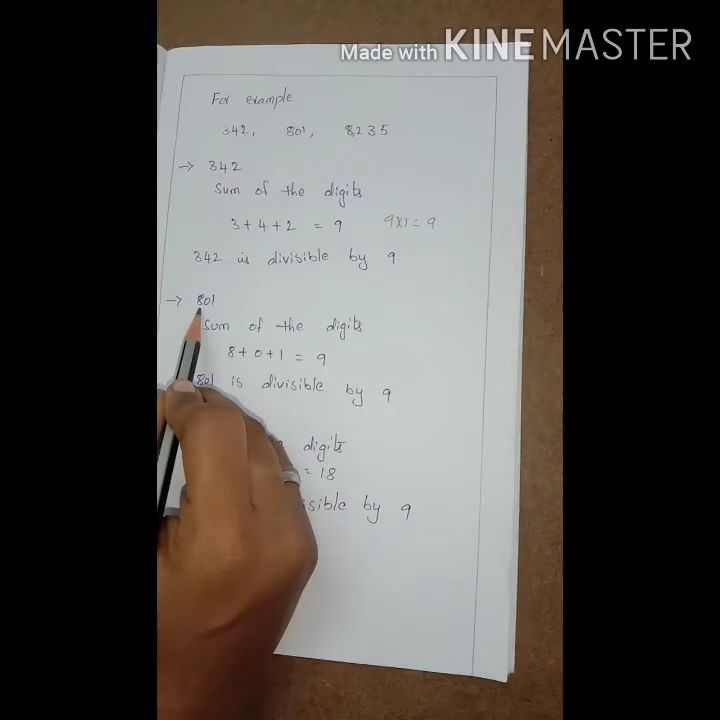 Made with KINEMASTER
For example
342, 801, 8235
→ 342
Sum of the digits
3 + 4 + 2 = 9 9x1 = 9
342 is divisible by 9
→ 801
Sum of the digits
8 + 0 + 1 = 9
801 is divisible by 9
digits
= 18
by 9